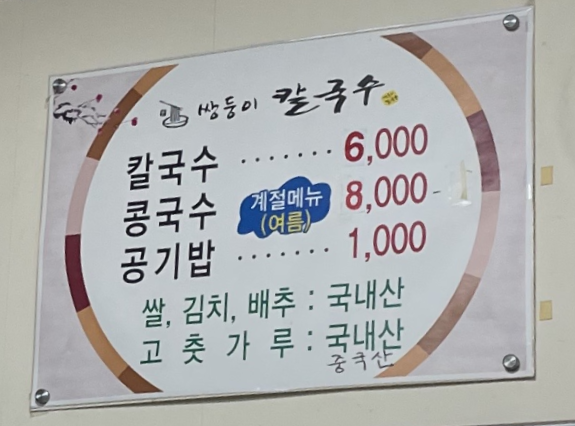 쌍둥이 칼국수
칼국수 ······· 6,000
콩국수 계절메뉴 (여름) 8,000
공기밥 ······· 1,000
쌀, 김치, 배추 : 국내산
고춧가루 : 국내산
중국산